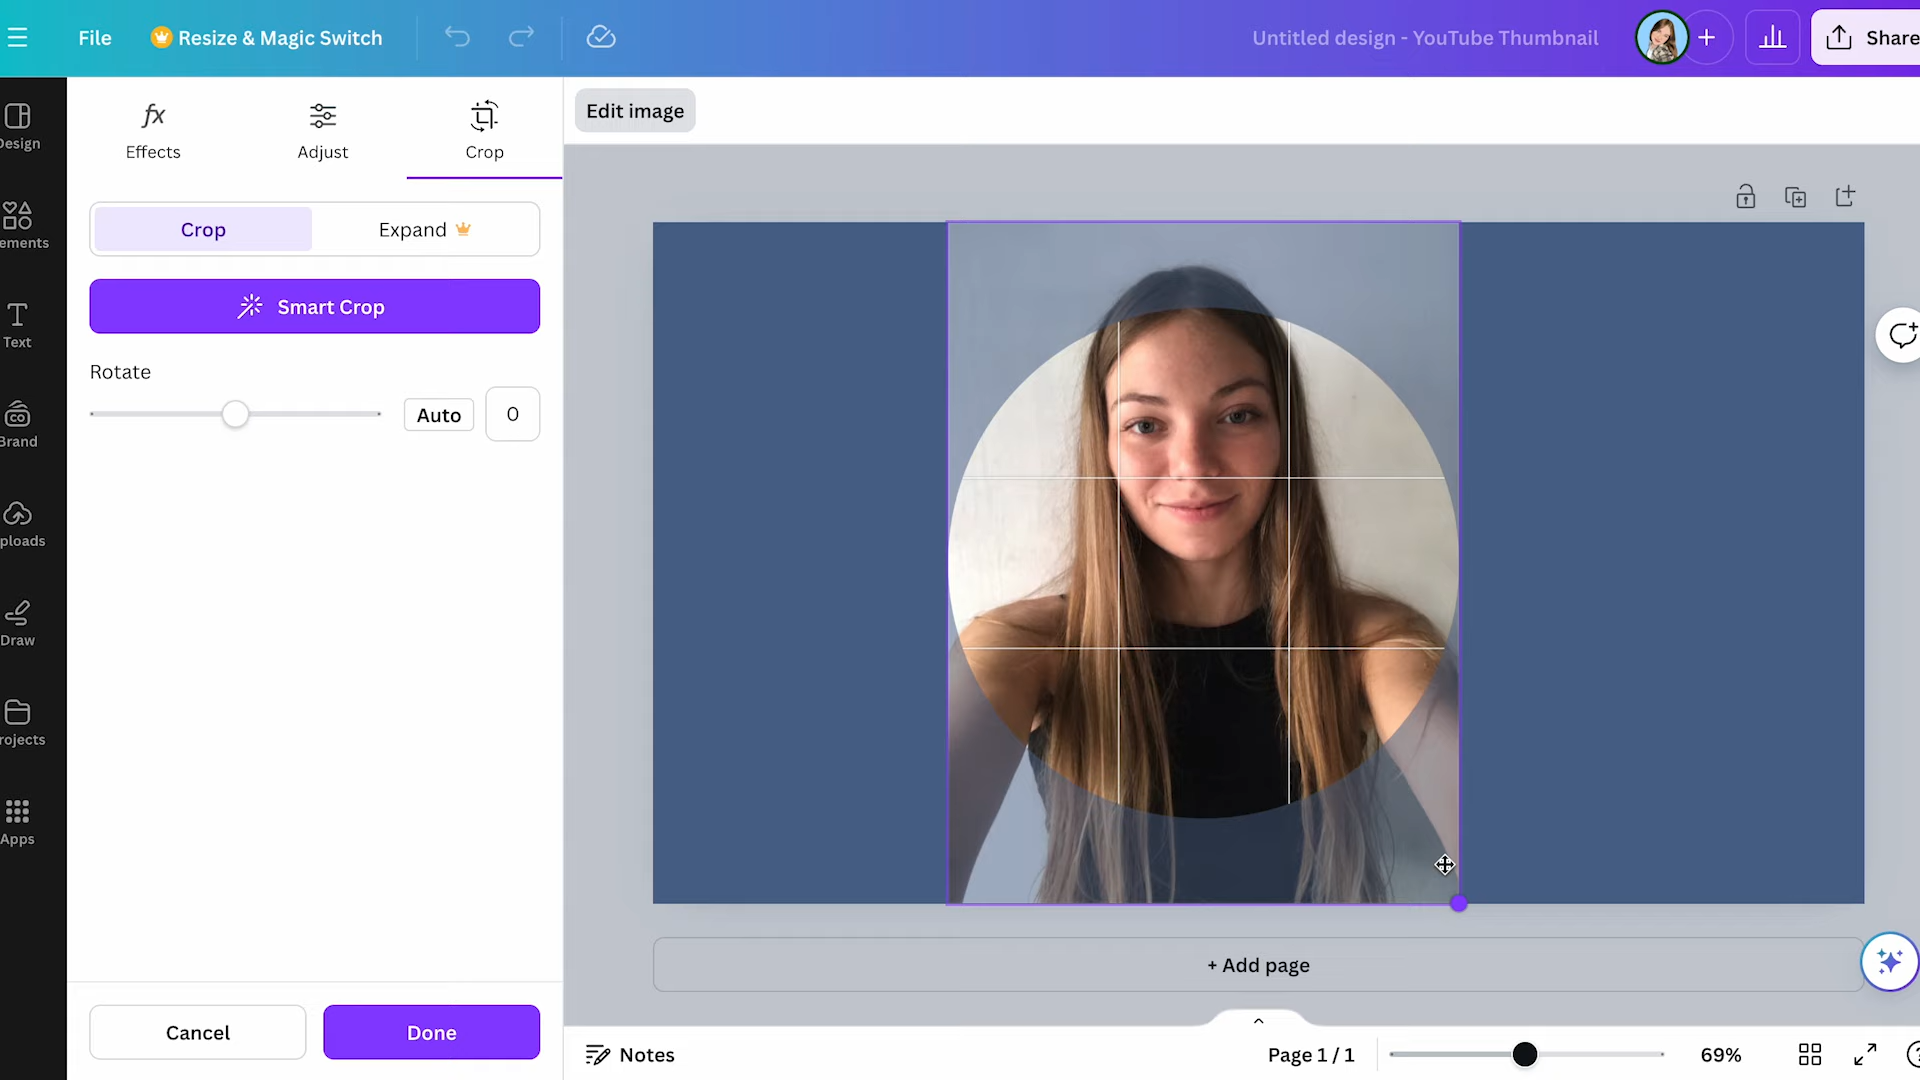 File
Resize & Magic Switch
Untitled design - YouTube Thumbnail
Share
Design
Effects
Adjust
Crop
Edit image
Crop
Expand
ements
Smart Crop
Text
Rotate
Auto
0
Brand
ploads
Draw
rojects
Apps
+ Add page
Cancel
Done
Notes
Page 1 / 1
69%